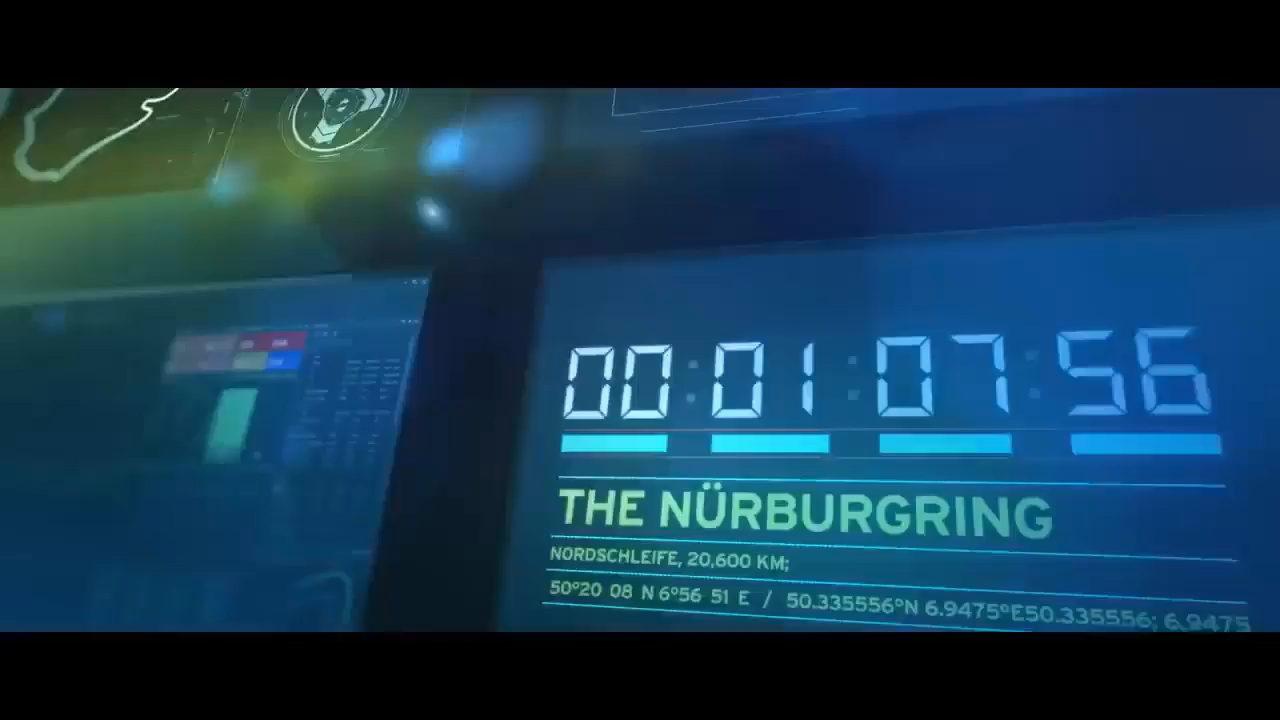 00:01:07:56
THE NÜRBURGRING
NORDSCHLEIFE, 20,600 KM;
50°20 08 N 6°56 51 E / 50.335556°N 6.9475°E50.335556; 6.9475